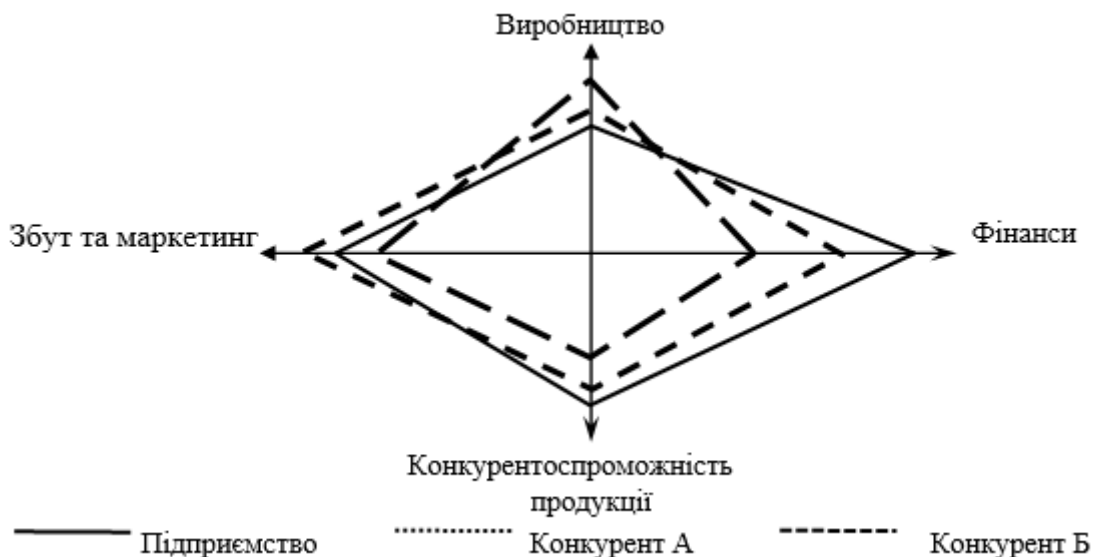 Виробництво
Збут та маркетинг
Фінанси
Конкурентоспроможність
продукції
Підприємство
Конкурент А
Конкурент Б